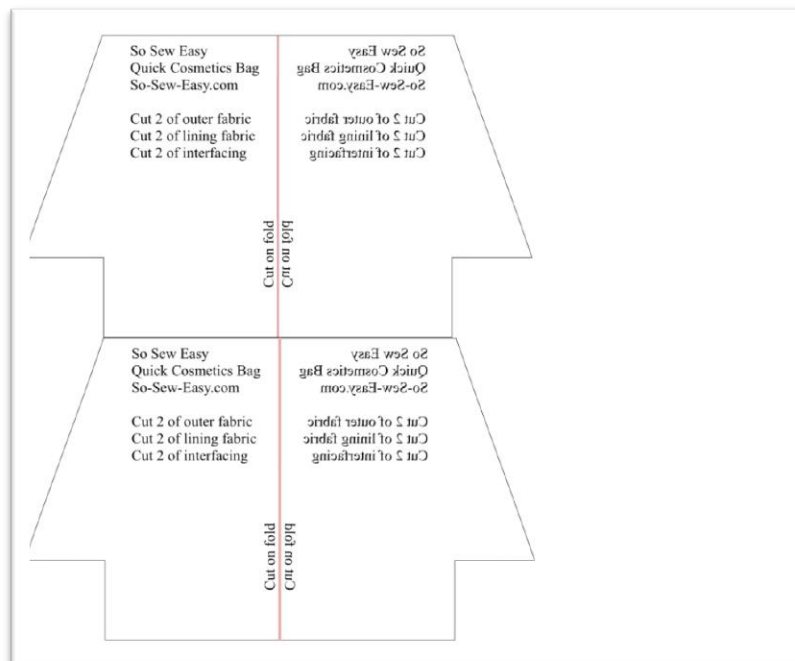 So Sew Easy
Quick Cosmetics Bag
So-Sew-Easy.com
Cut 2 of outer fabric
Cut 2 of lining fabric
Cut 2 of interfacing
Cut on fold
So Sew Easy
Quick Cosmetics Bag
So-Sew-Easy.com
Cut 2 of outer fabric
Cut 2 of lining fabric
Cut 2 of interfacing
Cut on fold
So Sew Easy
Quick Cosmetics Bag
So-Sew-Easy.com
Cut 2 of outer fabric
Cut 2 of lining fabric
Cut 2 of interfacing
Cut on fold
So Sew Easy
Quick Cosmetics Bag
So-Sew-Easy.com
Cut 2 of outer fabric
Cut 2 of lining fabric
Cut 2 of interfacing
Cut on fold